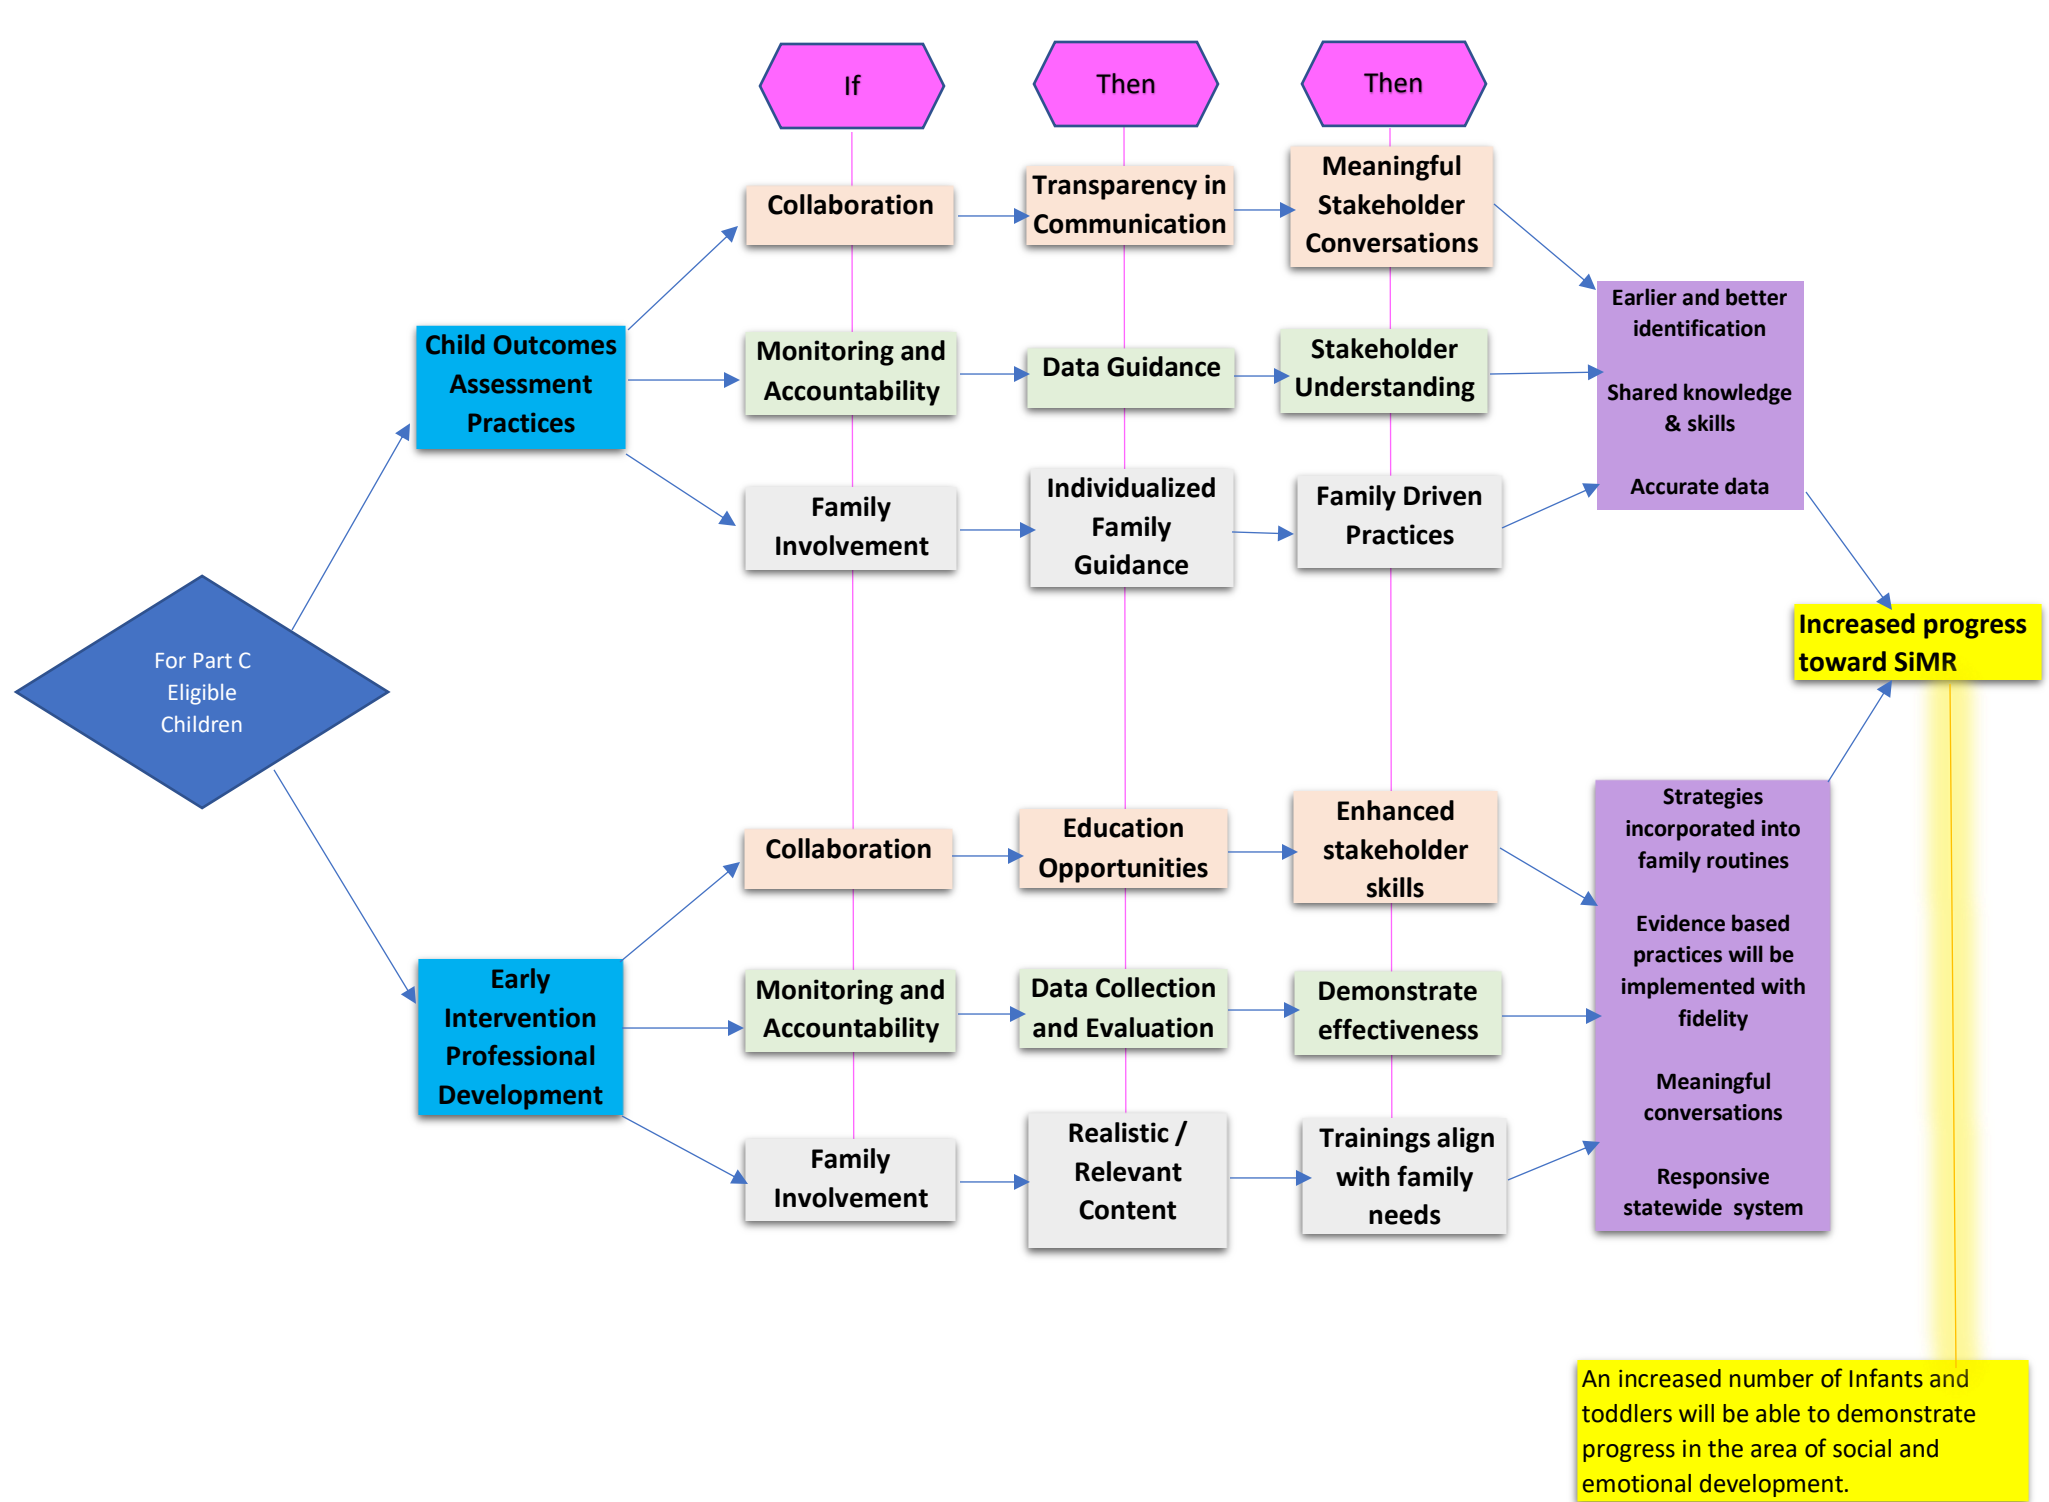 If
Then
Then
Collaboration
Transparency in
Communication
Meaningful
Stakeholder
Conversations
Child Outcomes
Assessment
Practices
Monitoring and
Accountability
Data Guidance
Stakeholder
Understanding
Family
Involvement
Individualized
Family
Guidance
Family Driven
Practices
Earlier and better
identification
Shared knowledge
& skills
Accurate data
For Part C
Eligible
Children
Increased progress
toward SiMR
Early
Intervention
Professional
Development
Collaboration
Education
Opportunities
Enhanced
stakeholder
skills
Monitoring and
Accountability
Data Collection
and Evaluation
Demonstrate
effectiveness
Family
Involvement
Realistic /
Relevant
Content
Trainings align
with family
needs
Strategies
incorporated into
family routines
Evidence based
practices will be
implemented with
fidelity
Meaningful
conversations
Responsive
statewide  system
An increased number of Infants and
toddlers will be able to demonstrate
progress in the area of social and
emotional development.